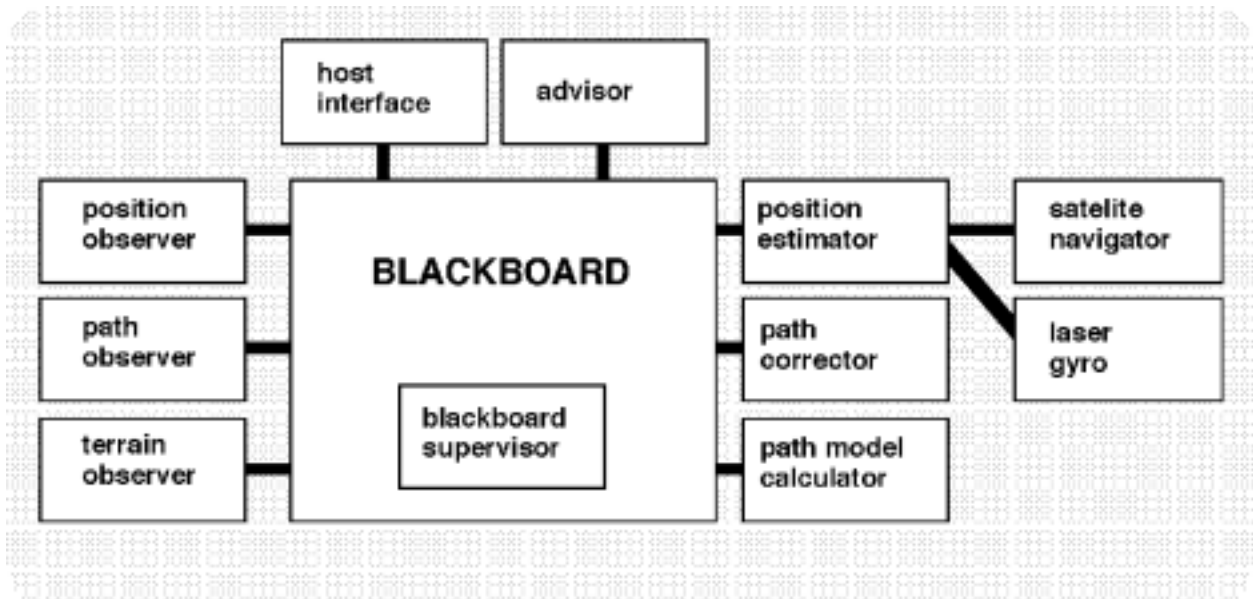 host
interface
advisor
position
observer
BLACKBOARD
position
estimator
satelite
navigator
path
observer
path
corrector
laser
gyro
blackboard
supervisor
terrain
observer
path model
calculator